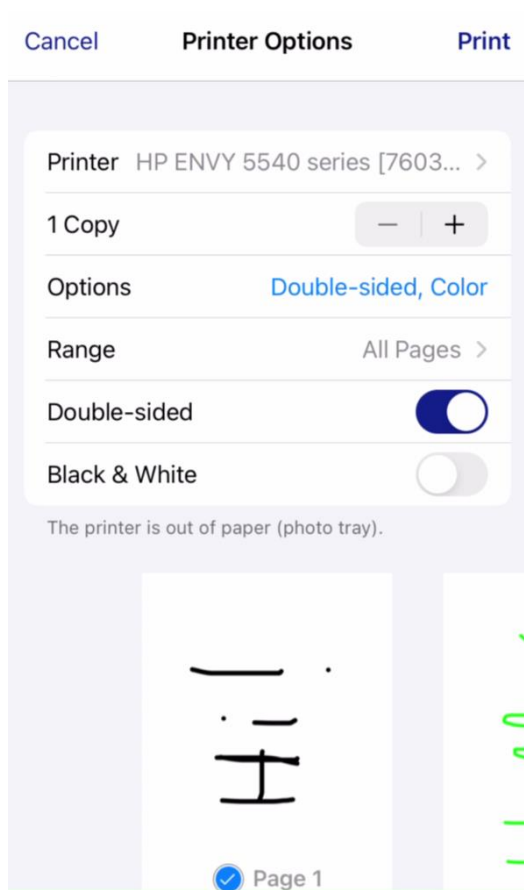 Cancel Printer Options Print
Printer HP ENVY 5540 series [7603...
1 Copy
Options Double-sided, Color
Range All Pages
Double-sided
Black & White
The printer is out of paper (photo tray).
Page 1